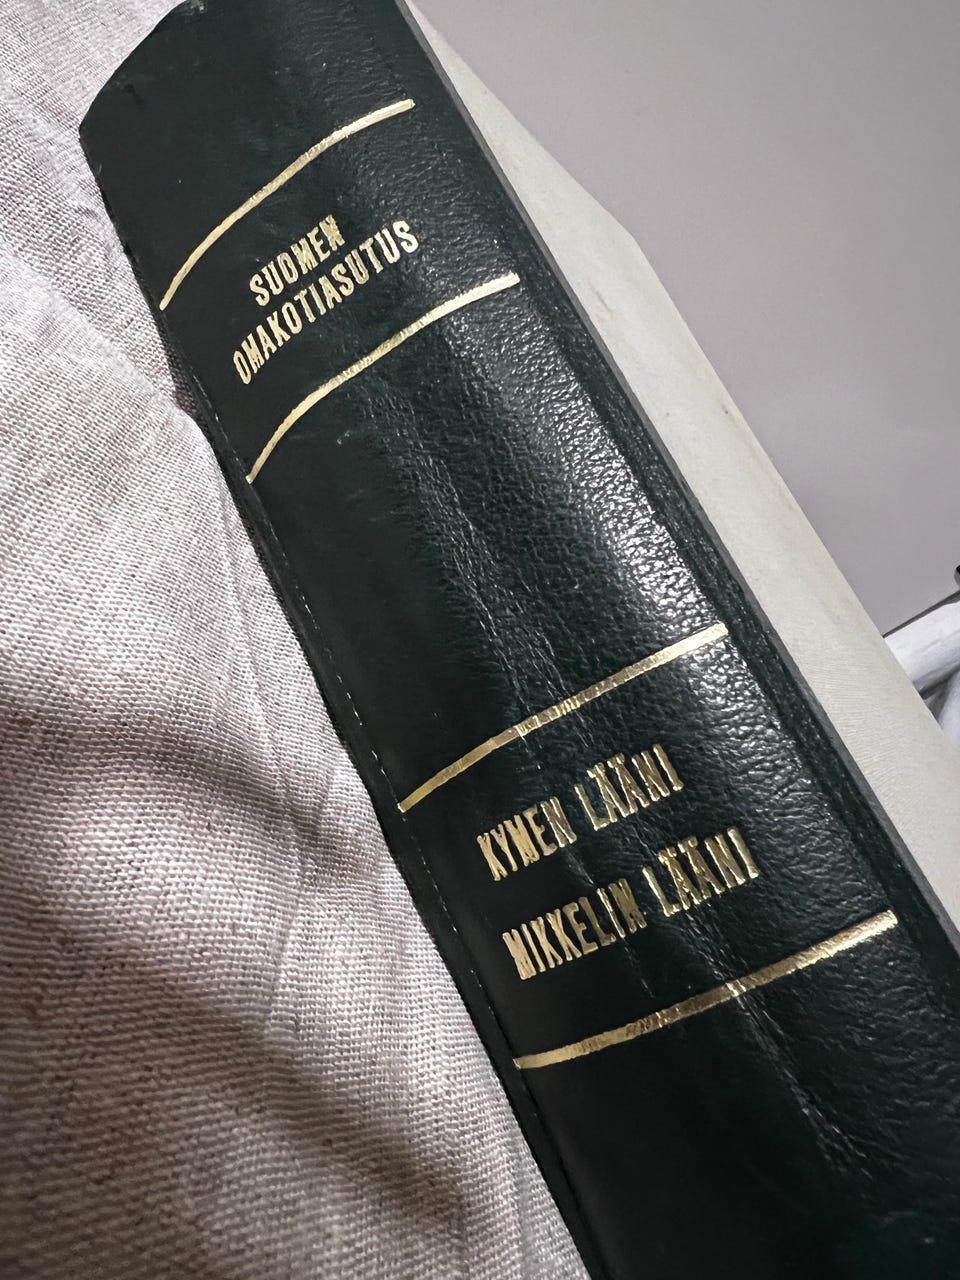 SUOMEN
OMAKOTIASUTUS
KYMEN LÄÄNI
MIKKELIN LÄÄNI